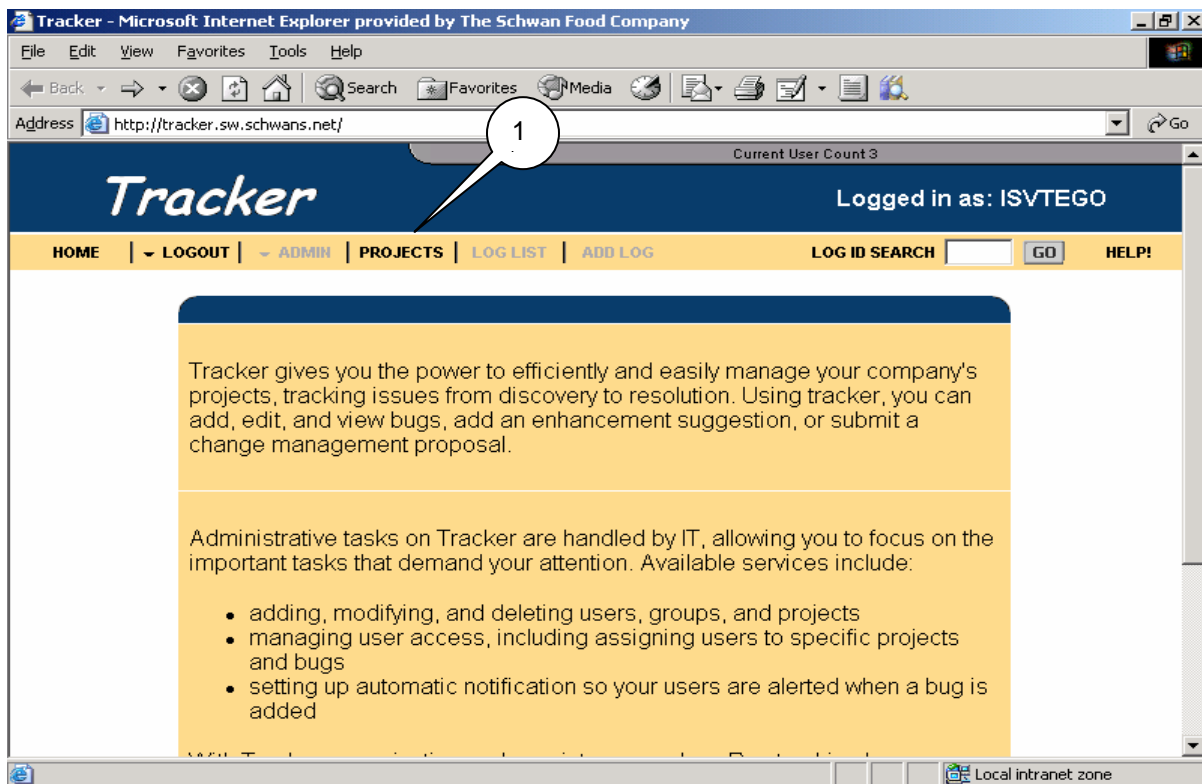 Tracker - Microsoft Internet Explorer provided by The Schwan Food Company
File Edit View Favorites Tools Help
Back Search Favorites Media
Address http://tracker.sw.schwans.net/ Go
1
Current User Count 3
Tracker Logged in as: ISVTEGO
HOME | LOGOUT | ADMIN | PROJECTS | LOG LIST | ADD LOG LOG ID SEARCH GO HELP!
Tracker gives you the power to efficiently and easily manage your company's
projects, tracking issues from discovery to resolution. Using tracker, you can
add, edit, and view bugs, add an enhancement suggestion, or submit a
change management proposal.
Administrative tasks on Tracker are handled by IT, allowing you to focus on the
important tasks that demand your attention. Available services include:
• adding, modifying, and deleting users, groups, and projects
• managing user access, including assigning users to specific projects
and bugs
• setting up automatic notification so your users are alerted when a bug is
added
Local intranet zone